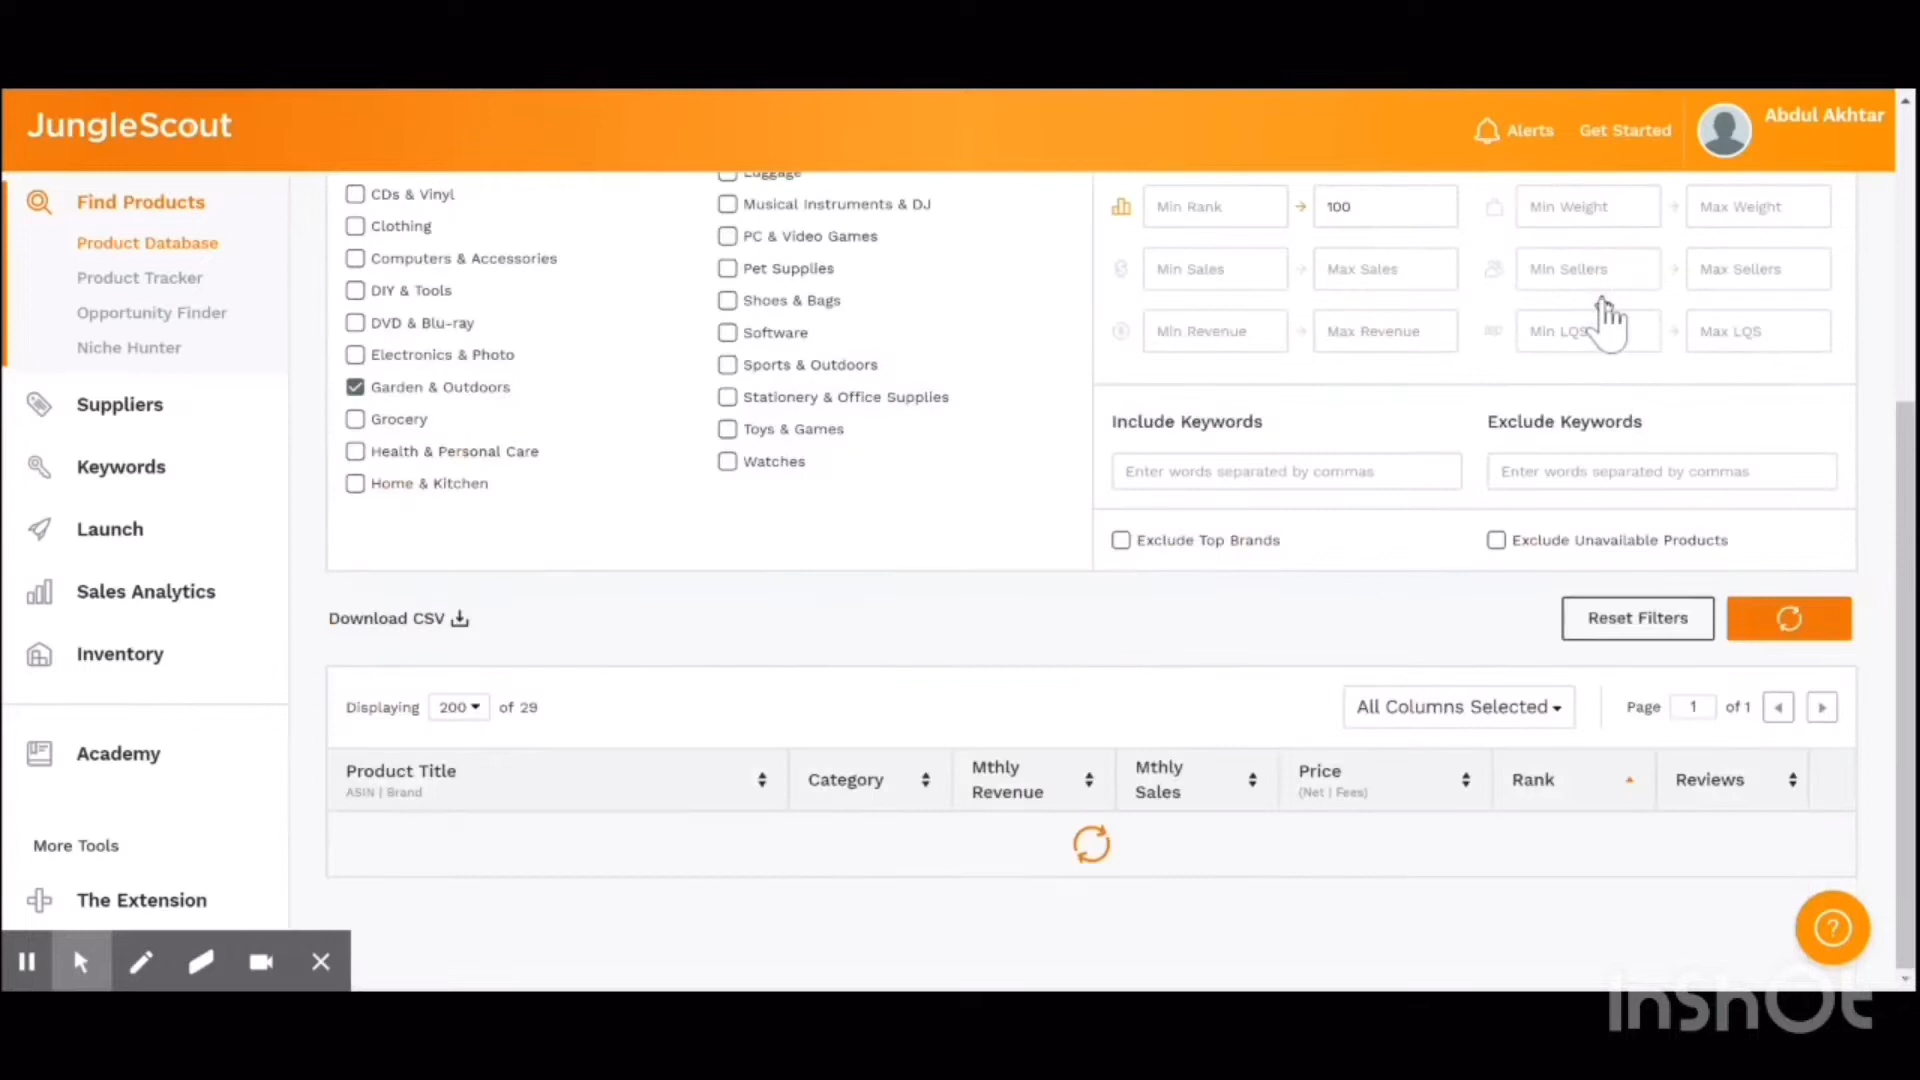 JungleScout
Alerts
Get Started
Abdul Akhtar
Find Products
Product Database
Product Tracker
Opportunity Finder
Niche Hunter
Suppliers
Keywords
Launch
Sales Analytics
Inventory
Academy
More Tools
The Extension
CDs & Vinyl
Clothing
Computers & Accessories
DIY & Tools
DVD & Blu-ray
Electronics & Photo
Garden & Outdoors
Grocery
Health & Personal Care
Home & Kitchen
Luggage
Musical Instruments & DJ
PC & Video Games
Pet Supplies
Shoes & Bags
Software
Sports & Outdoors
Stationery & Office Supplies
Toys & Games
Watches
Min Rank 100 Min Weight Max Weight
Min Sales Max Sales Min Sellers Max Sellers
Min Revenue Max Revenue Min LQS Max LQS
Include Keywords Exclude Keywords
Enter words separated by commas Enter words separated by commas
Exclude Top Brands Exclude Unavailable Products
Download CSV Reset Filters
Displaying 200 of 29 All Columns Selected Page 1 of 1
Product Title
ASIN | Brand
Category
Mthly
Revenue
Mthly
Sales
Price
(Net | Fees)
Rank
Reviews
?
InShOt